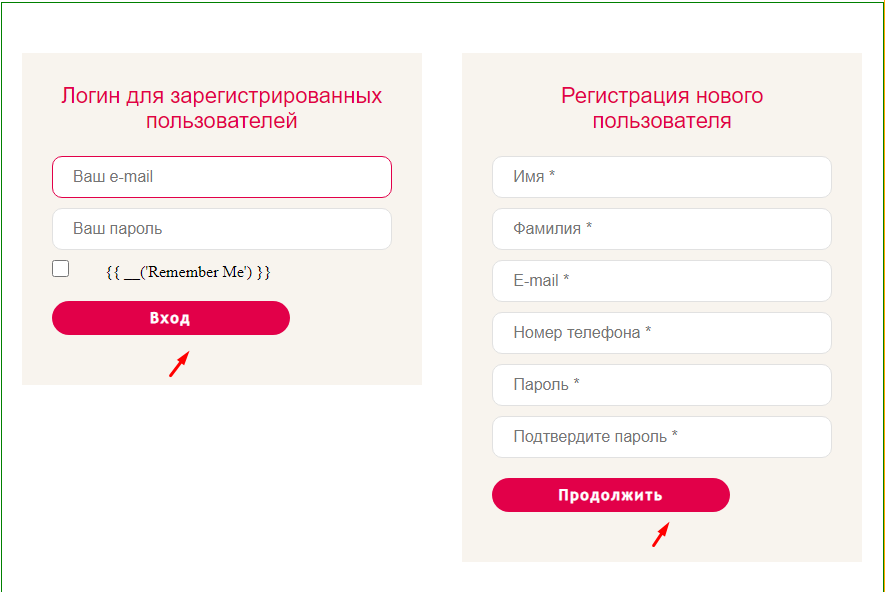 Логин для зарегистрированных
пользователей
Ваш e-mail
Ваш пароль
{{ __('Remember Me') }}
Вход
Регистрация нового
пользователя
Имя *
Фамилия *
E-mail *
Номер телефона *
Пароль *
Подтвердите пароль *
Продолжить